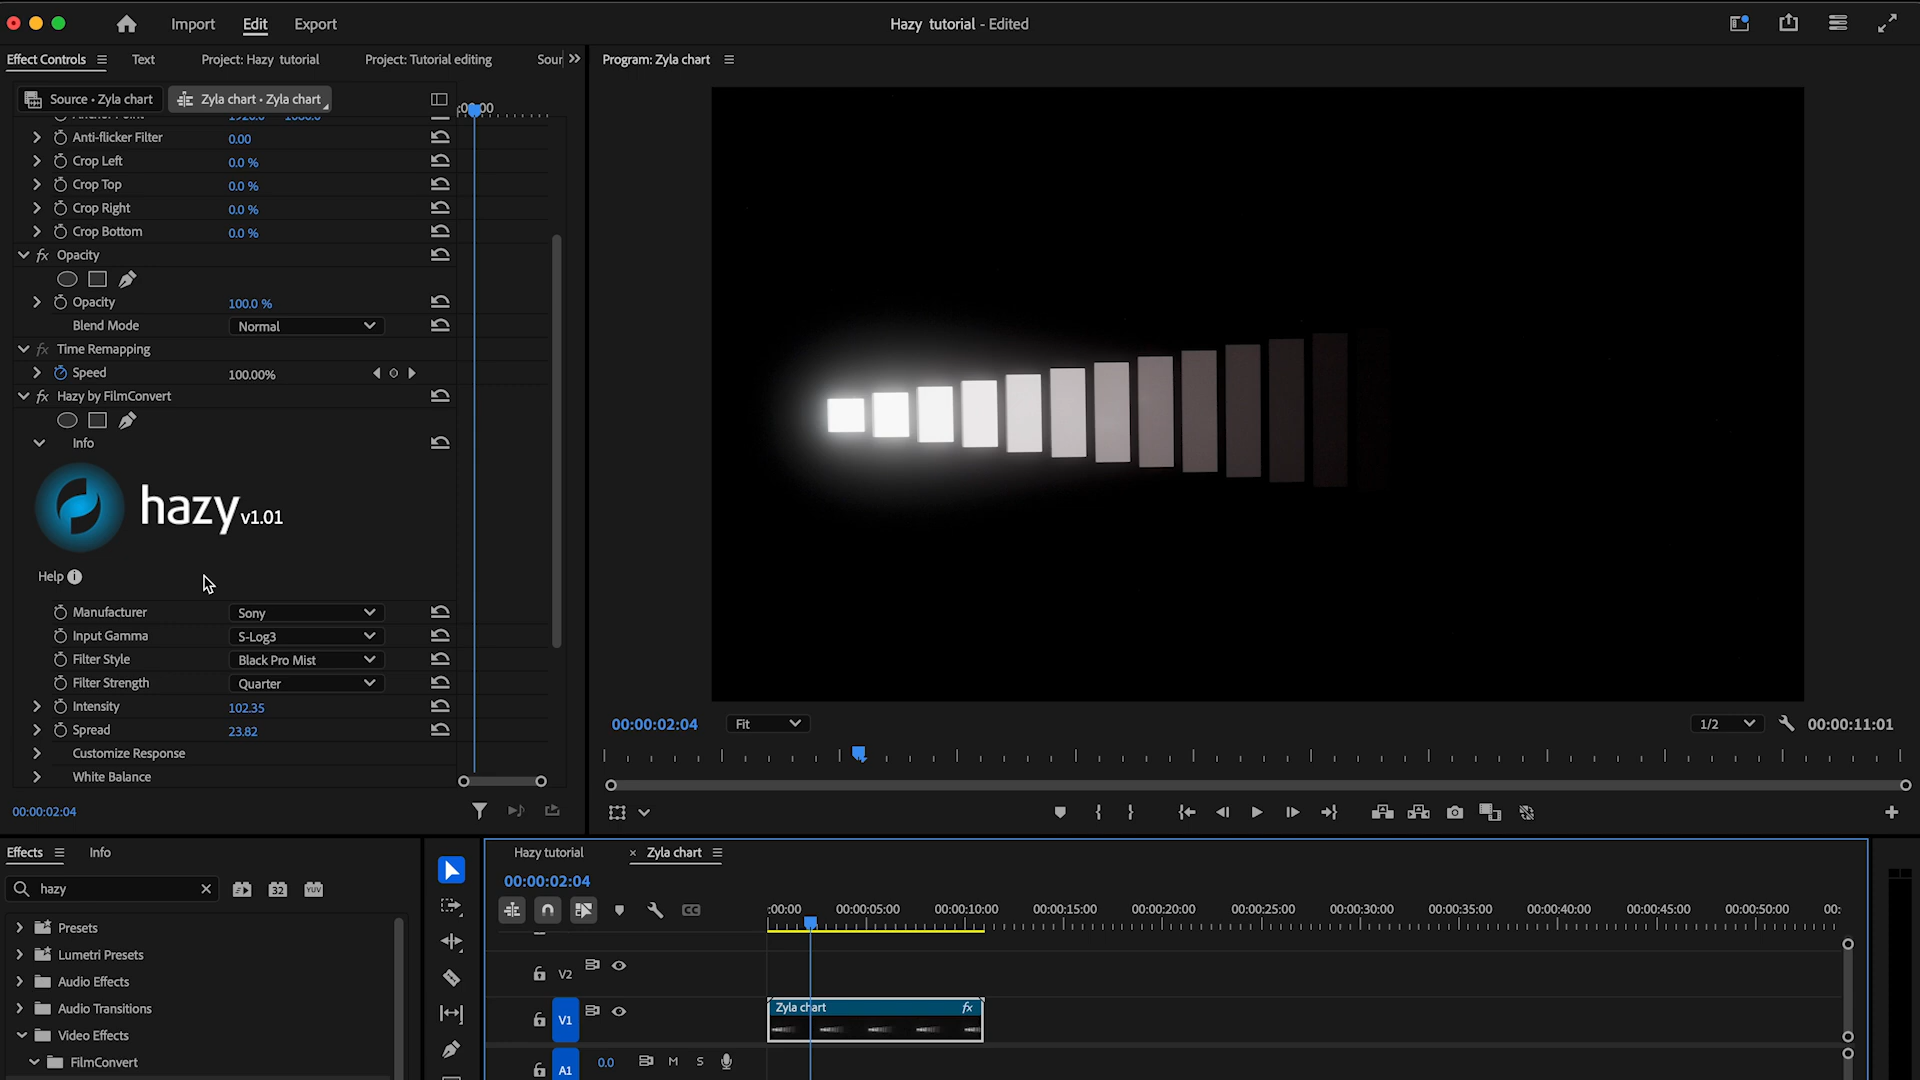 Import Edit Export
Hazy tutorial - Edited
Effect Controls Text Project: Hazy tutorial Project: Tutorial editing Sour
Program: Zyla chart
Source • Zyla chart Zyla chart • Zyla chart
Anti-flicker Filter 0.00
Crop Left 0.0 %
Crop Top 0.0 %
Crop Right 0.0 %
Crop Bottom 0.0 %
fx Opacity
Opacity 100.0 %
Blend Mode Normal
fx Time Remapping
Speed 100.00%
fx Hazy by FilmConvert
Info
hazy v1.01
Help i
Manufacturer Sony
Input Gamma S-Log3
Filter Style Black Pro Mist
Filter Strength Quarter
Intensity 102.35
Spread 23.82
Customize Response
White Balance
00:00:02:04
00:00:02:04 Fit 1/2 00:00:11:01
Effects Info
hazy 32 YUV
Presets
Lumetri Presets
Audio Effects
Audio Transitions
Video Effects
FilmConvert
Hazy tutorial × Zyla chart
00:00:02:04
CC
:00:00 00:00:05:00 00:00:10:00 00:00:15:00 00:00:20:00 00:00:25:00 00:00:30:00 00:00:35:00 00:00:40:00 00:00:45:00 00:00:50:00 00:
V2
V1 Zyla chart fx
A1 0.0 M S